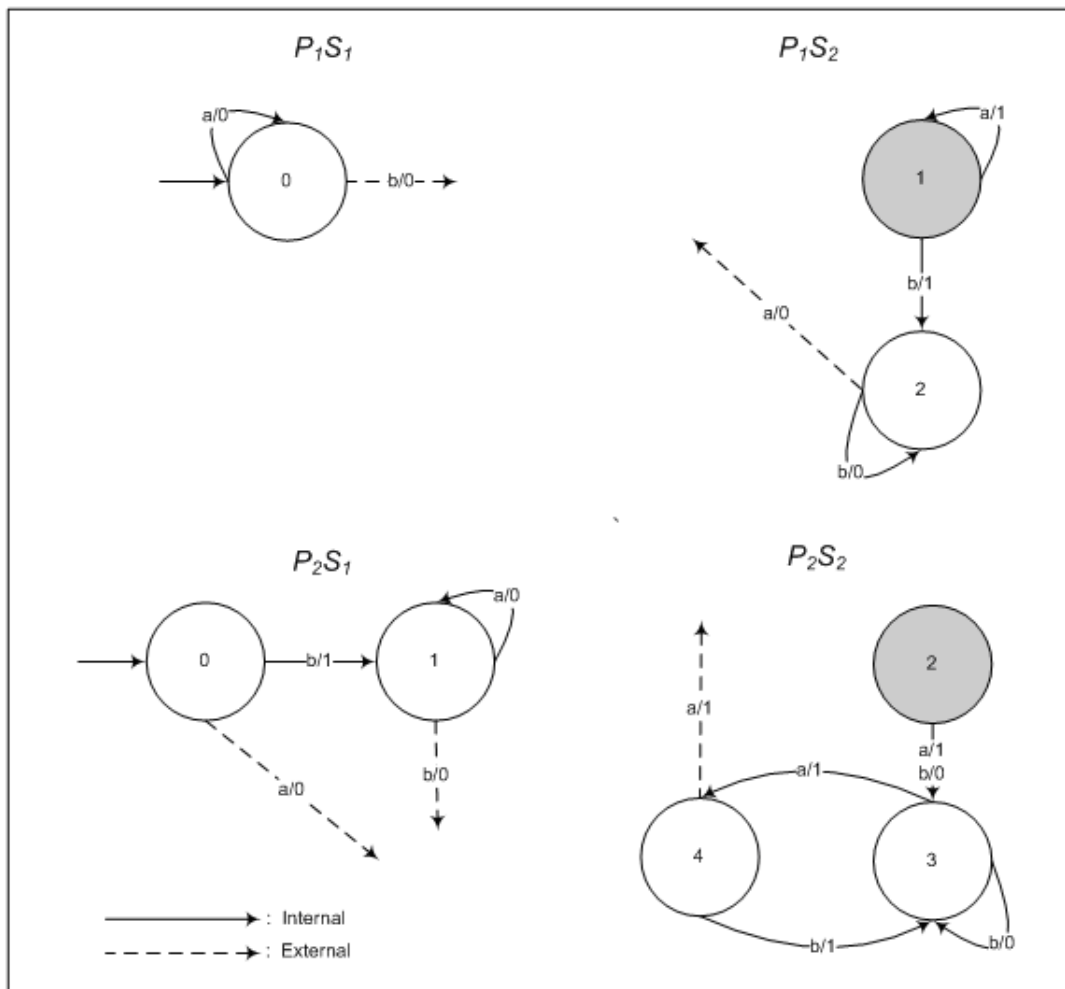 P₁S₁
P₁S₂
a/0
0
b/0
a/1
1
b/1
a/0
2
b/0
P₂S₁
P₂S₂
0
b/1
1
a/0
a/0
b/0
2
a/1
b/0
a/1
a/1
4
3
b/1
b/0
: Internal
: External